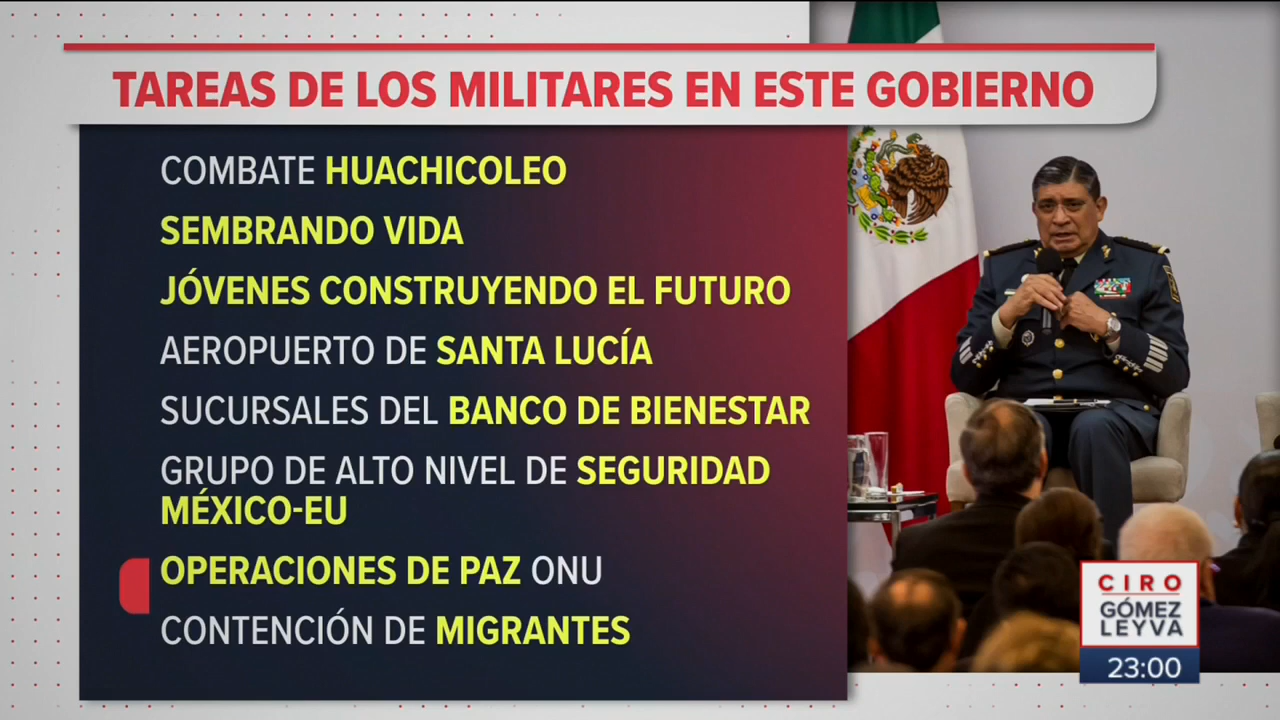 TAREAS DE LOS MILITARES EN ESTE GOBIERNO
COMBATE HUACHICOLEO
SEMBRANDO VIDA
JÓVENES CONSTRUYENDO EL FUTURO
AEROPUERTO DE SANTA LUCÍA
SUCURSALES DEL BANCO DE BIENESTAR
GRUPO DE ALTO NIVEL DE SEGURIDAD
MÉXICO-EU
OPERACIONES DE PAZ ONU
CONTENCIÓN DE MIGRANTES
CIRO
GÓMEZ
LEYVA
23:00